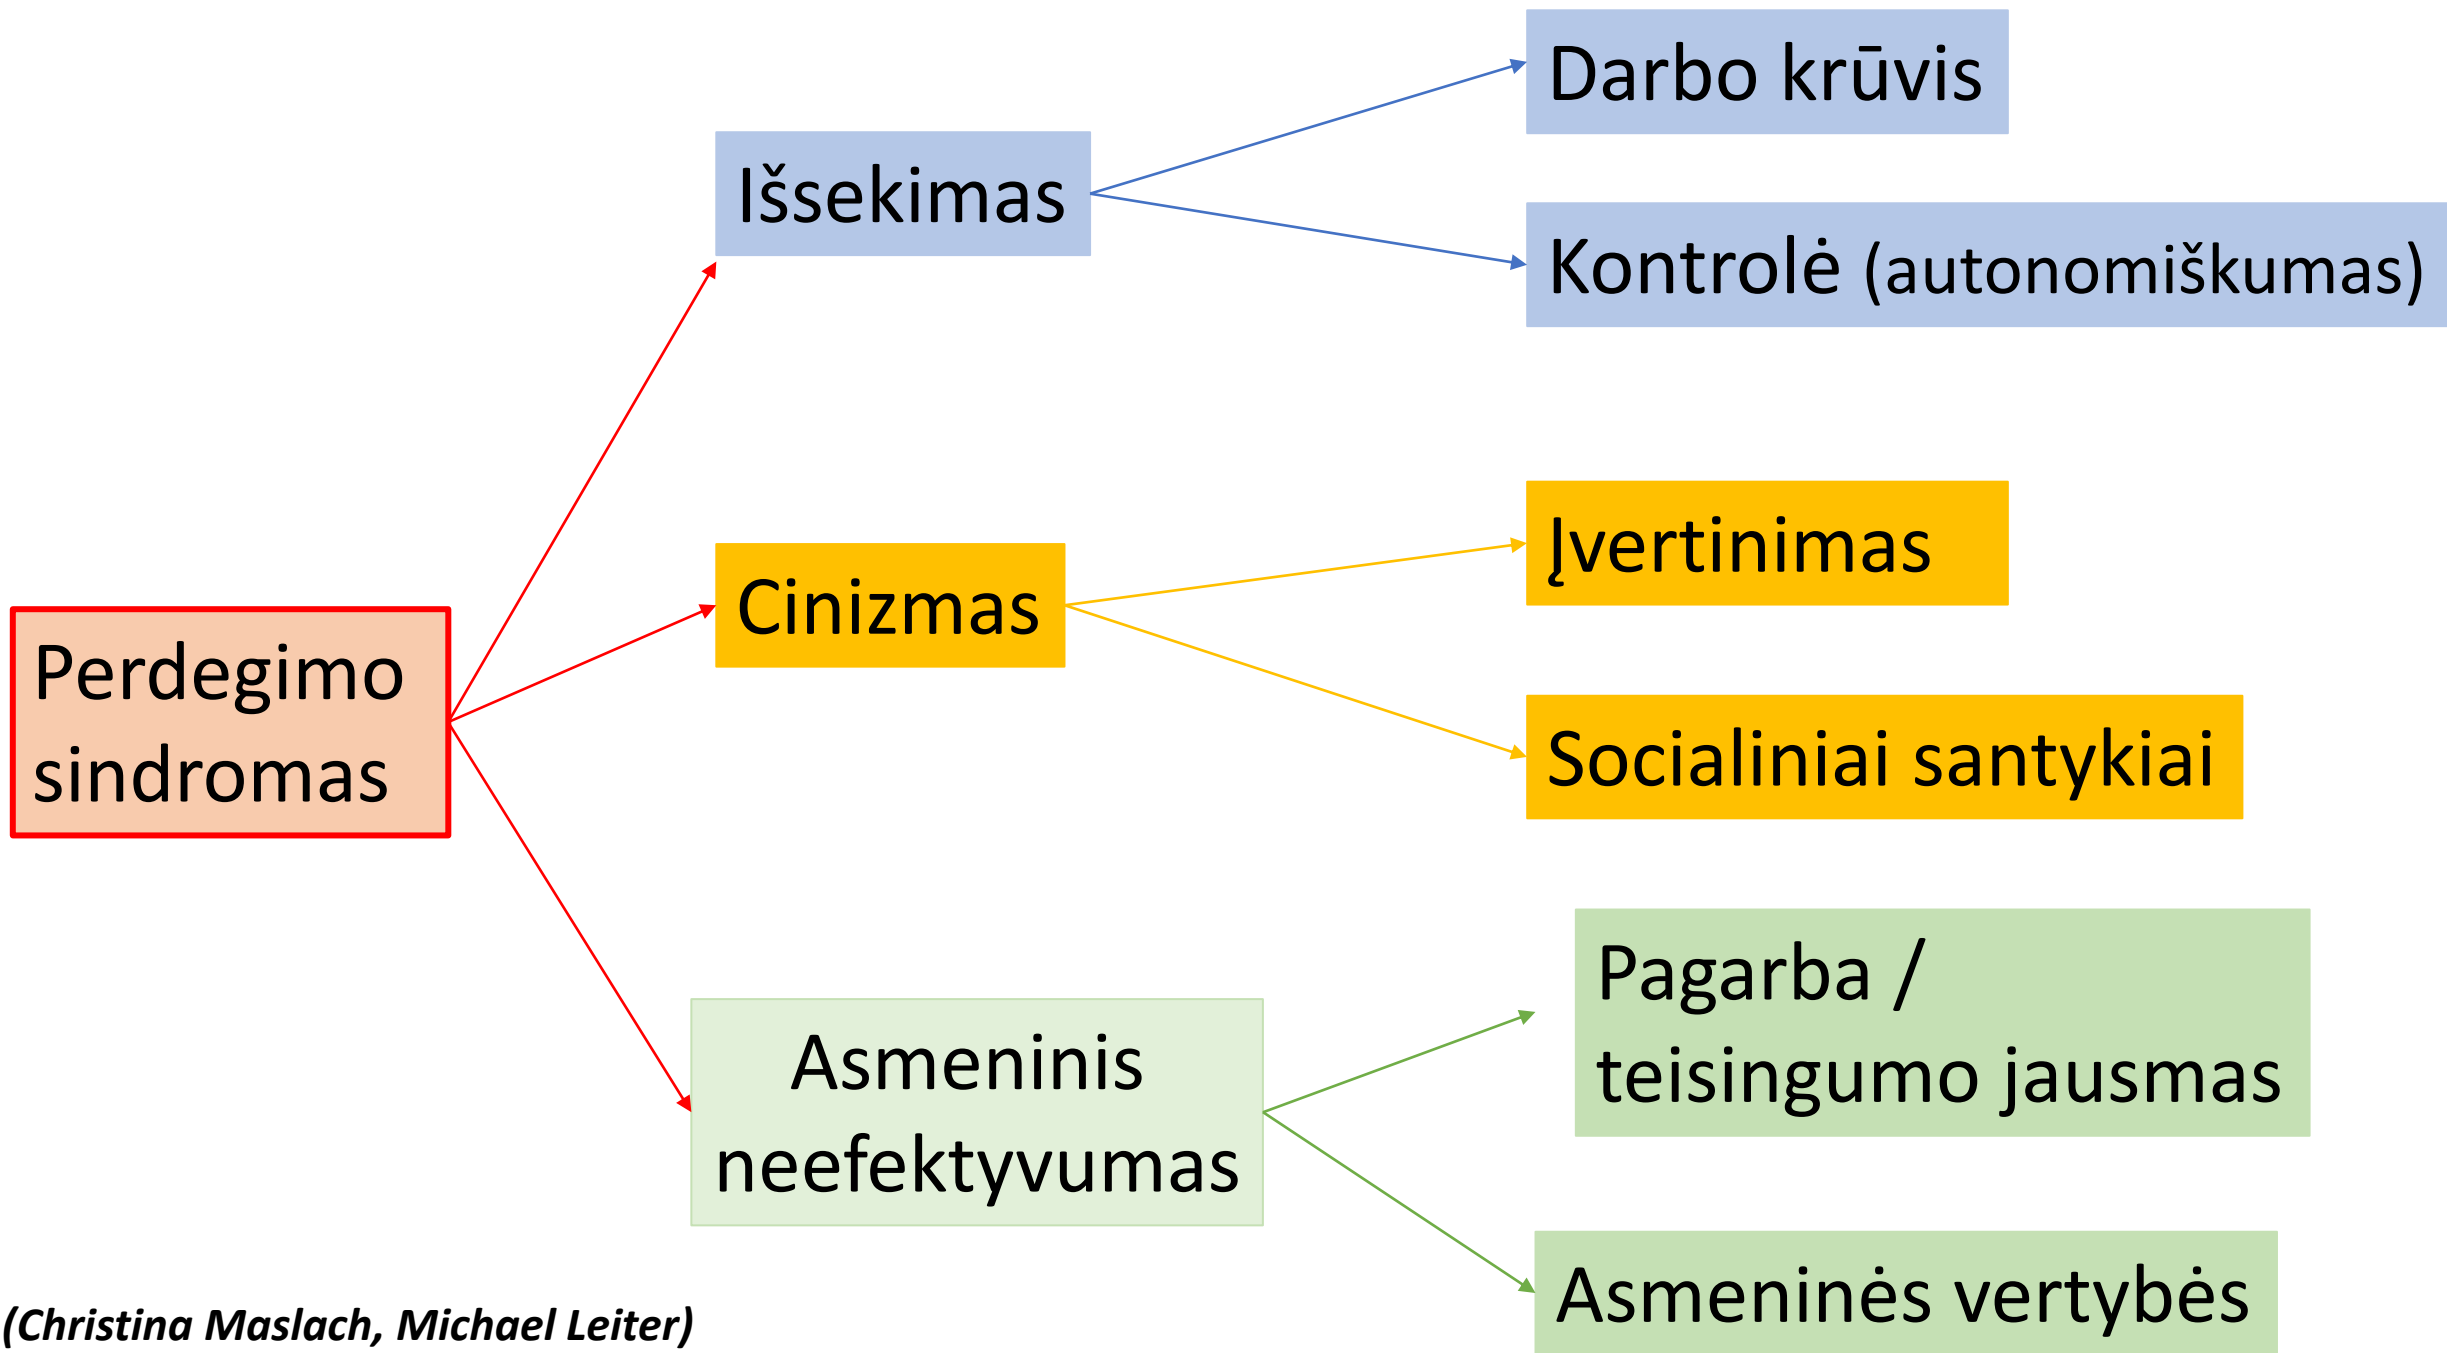 Perdegimo
sindromas
Išsekimas
Darbo krūvis
Kontrolė (autonomiškumas)
Cinizmas
Įvertinimas
Socialiniai santykiai
Asmeninis
neefektyvumas
Pagarba /
teisingumo jausmas
Asmeninės vertybės
(Christina Maslach, Michael Leiter)